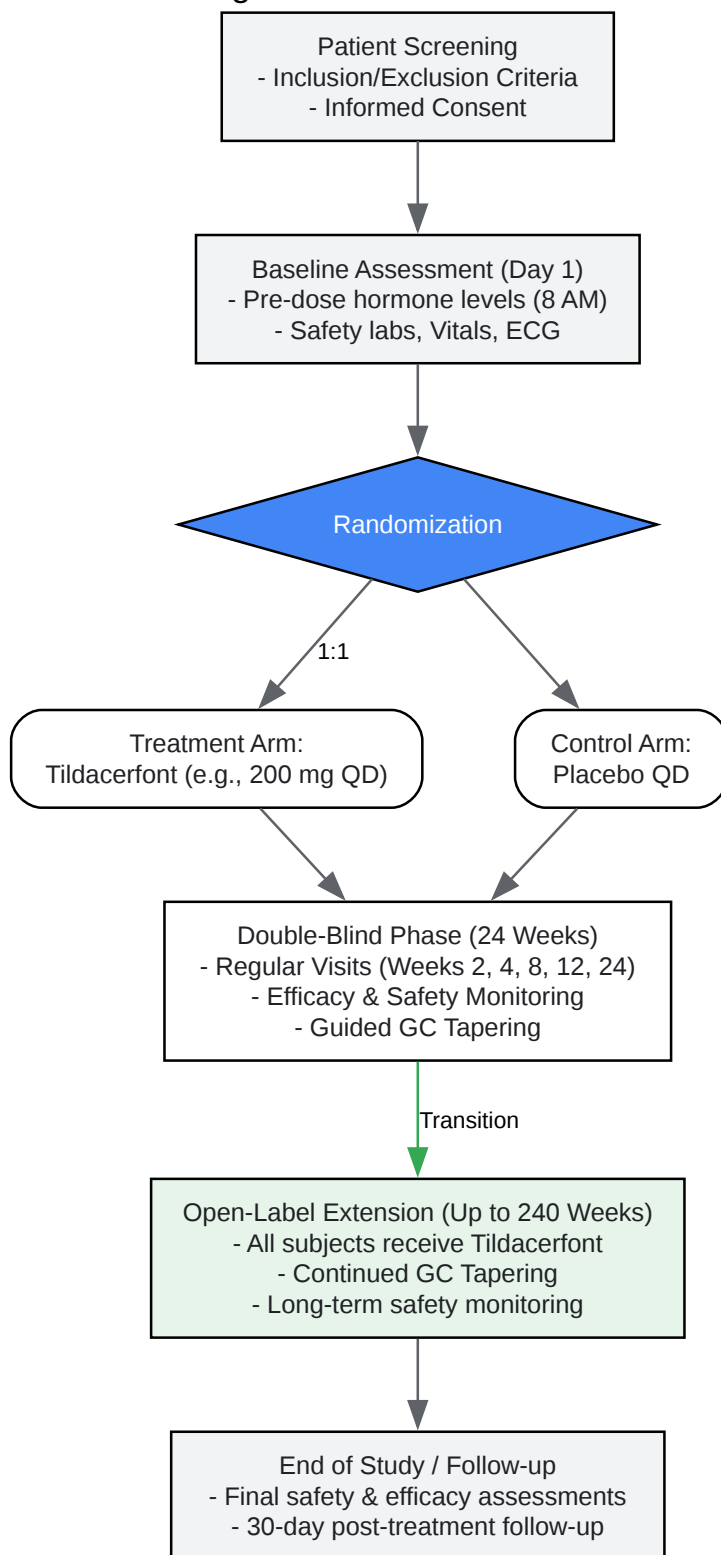 Patient Screening
- Inclusion/Exclusion Criteria
- Informed Consent
Baseline Assessment (Day 1)
- Pre-dose hormone levels (8 AM)
- Safety labs, Vitals, ECG
Randomization
1:1
Treatment Arm:
Tildacerfont (e.g., 200 mg QD)
Control Arm:
Placebo QD
Double-Blind Phase (24 Weeks)
- Regular Visits (Weeks 2, 4, 8, 12, 24)
- Efficacy & Safety Monitoring
- Guided GC Tapering
Transition
Open-Label Extension (Up to 240 Weeks)
- All subjects receive Tildacerfont
- Continued GC Tapering
- Long-term safety monitoring
End of Study / Follow-up
- Final safety & efficacy assessments
- 30-day post-treatment follow-up